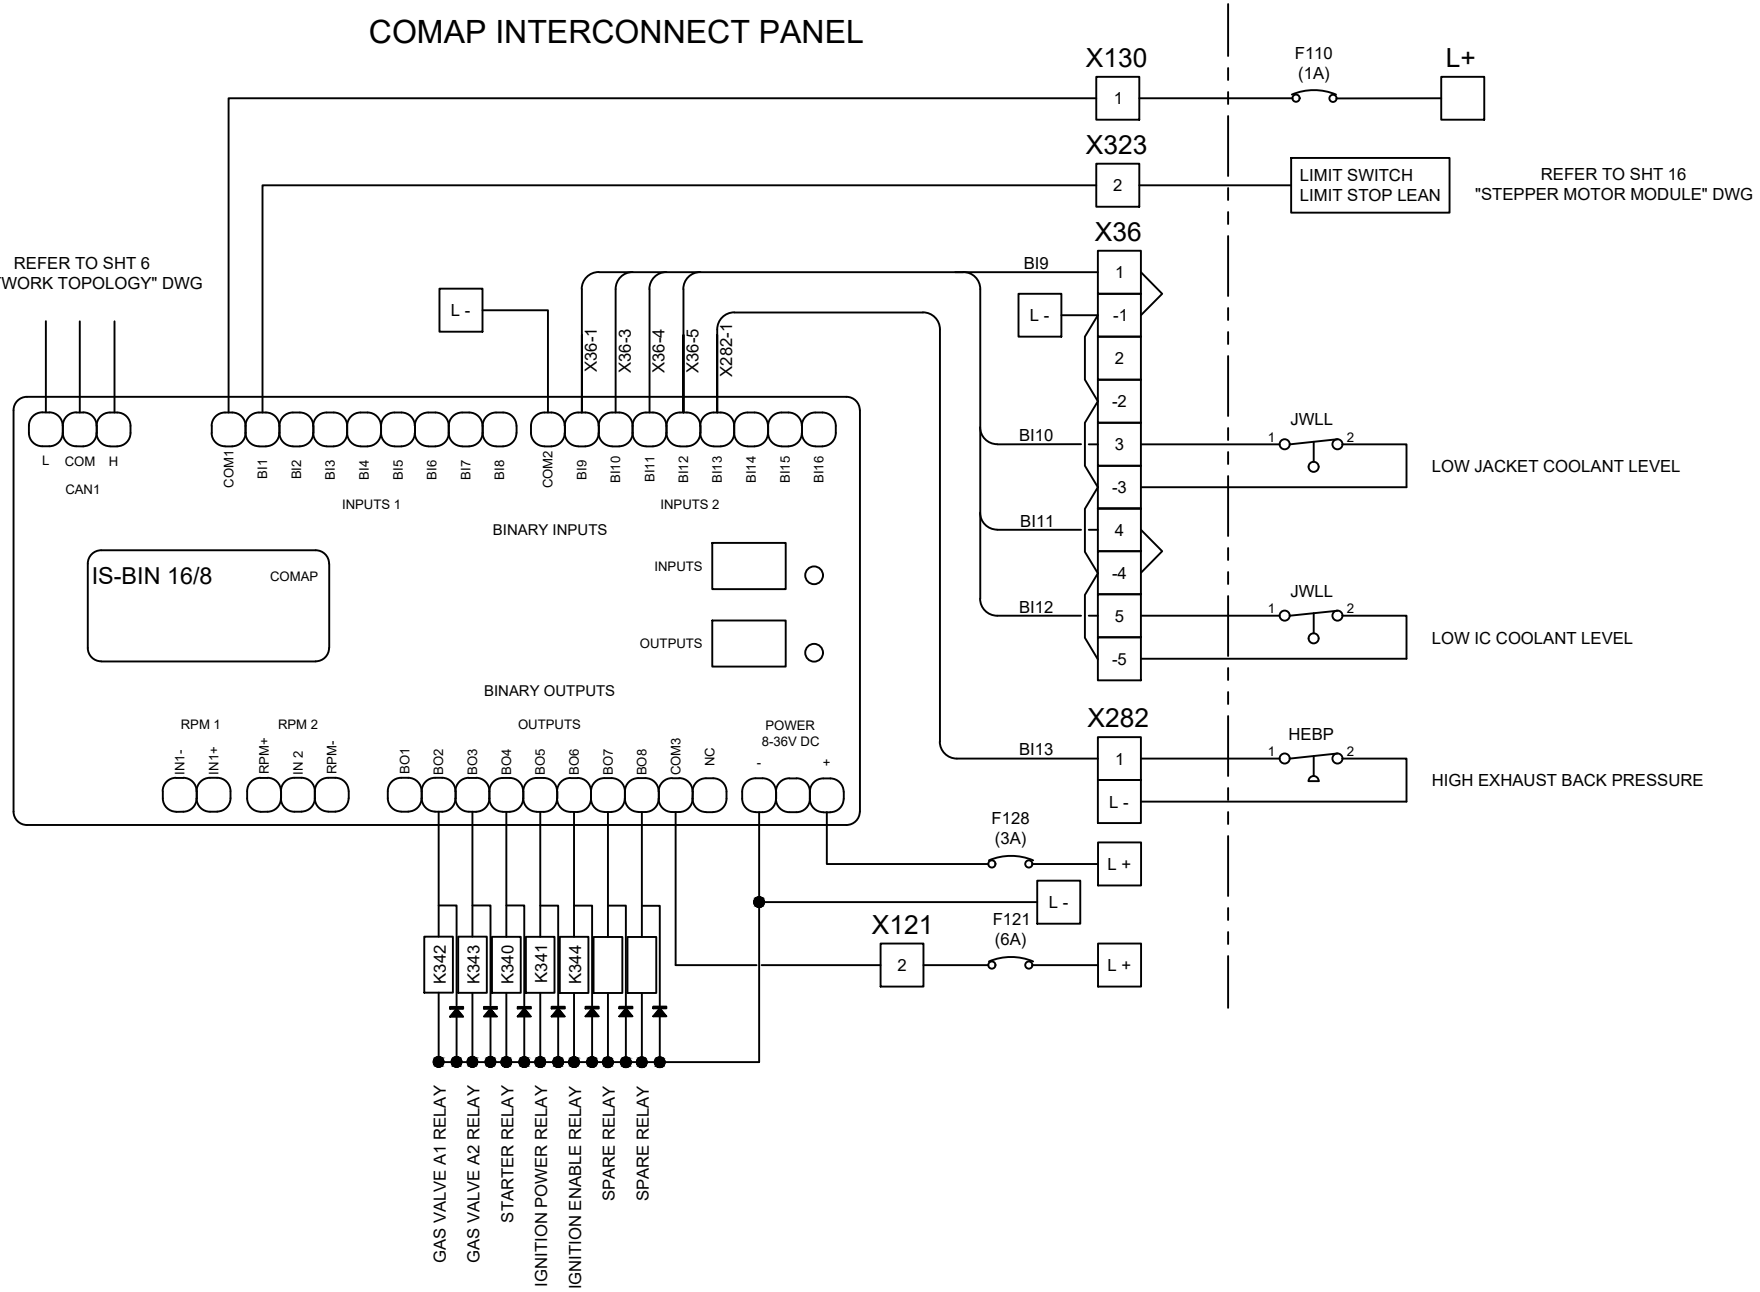 COMAP INTERCONNECT PANEL
X130
1
F110
(1A)
L+
X323
2
LIMIT SWITCH
LIMIT STOP LEAN
REFER TO SHT 16
"STEPPER MOTOR MODULE" DWG
REFER TO SHT 6
WORK TOPOLOGY" DWG
L -
X36-1
X36-3
X36-4
X36-5
X282-1
X36
BI9
L -
1
-1
2
-2
BI10
3
-3
BI11
4
-4
BI12
5
-5
JWLL
1
2
LOW JACKET COOLANT LEVEL
JWLL
1
2
LOW IC COOLANT LEVEL
X282
BI13
1
L -
HEBP
1
2
HIGH EXHAUST BACK PRESSURE
L
COM
H
CAN1
COM1
BI1
BI2
BI3
BI4
BI5
BI6
BI7
BI8
INPUTS 1
COM2
BI9
BI10
BI11
BI12
BI13
BI14
BI15
BI16
INPUTS 2
BINARY INPUTS
IS-BIN 16/8
COMAP
INPUTS
OUTPUTS
BINARY OUTPUTS
RPM 1
RPM 2
OUTPUTS
POWER
8-36V DC
IN1-
IN1+
RPM+
IN 2
RPM-
BO1
BO2
BO3
BO4
BO5
BO6
BO7
BO8
COM3
NC
-
+
F128
(3A)
L +
L -
X121
2
F121
(6A)
L +
K342
K343
K340
K341
K344
GAS VALVE A1 RELAY
GAS VALVE A2 RELAY
STARTER RELAY
IGNITION POWER RELAY
IGNITION ENABLE RELAY
SPARE RELAY
SPARE RELAY